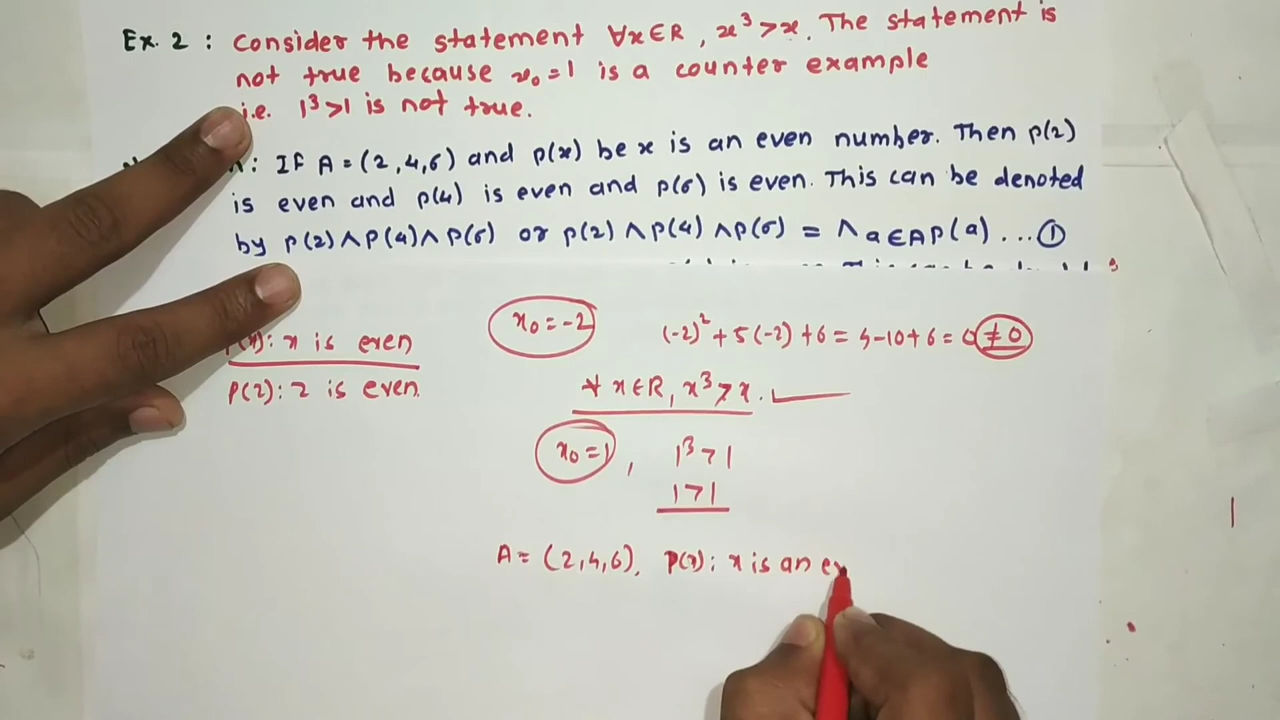 Ex. 2 : Consider the statement ∀x∈R, x³>x. The statement is
not true because x₀=1 is a counter example
i.e. 1³>1 is not true.
: If A=(2,4,6) and p(x) be x is an even number. Then p(2)
is even and p(4) is even and p(6) is even. This can be denoted
by p(2)∧p(4)∧p(6) or p(2)∧p(4)∧p(6) = ∧a∈A p(a) ...①
x is even
p(2): 2 is even.
x₀=-2
(-2)²+5(-2)+6=4-10+6=0≠0
∀ x∈R, x³>x.
x₀=1, 1³>1
1>1
A=(2,4,6), p(x): x is an